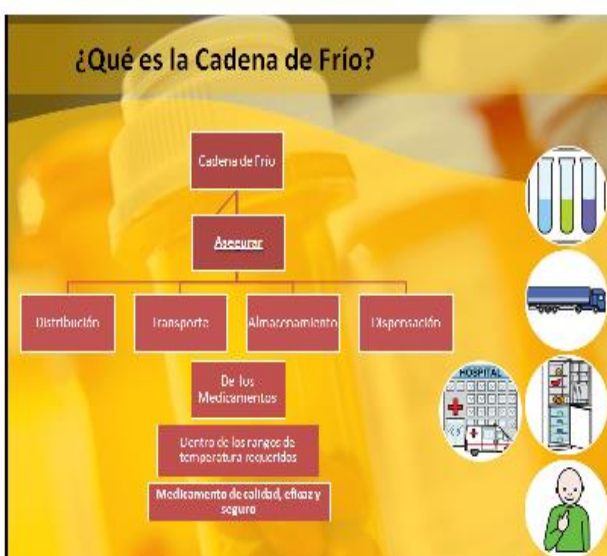 ¿Qué es la Cadena de Frío?
Cadena de Frío
Asegurar
Distribución
Transporte
Almacenamiento
Dispensación
De los
Medicamentos
Dentro de los rangos de
temperatura requeridos
Medicamento de calidad, eficaz y
seguro
HOSPITAL